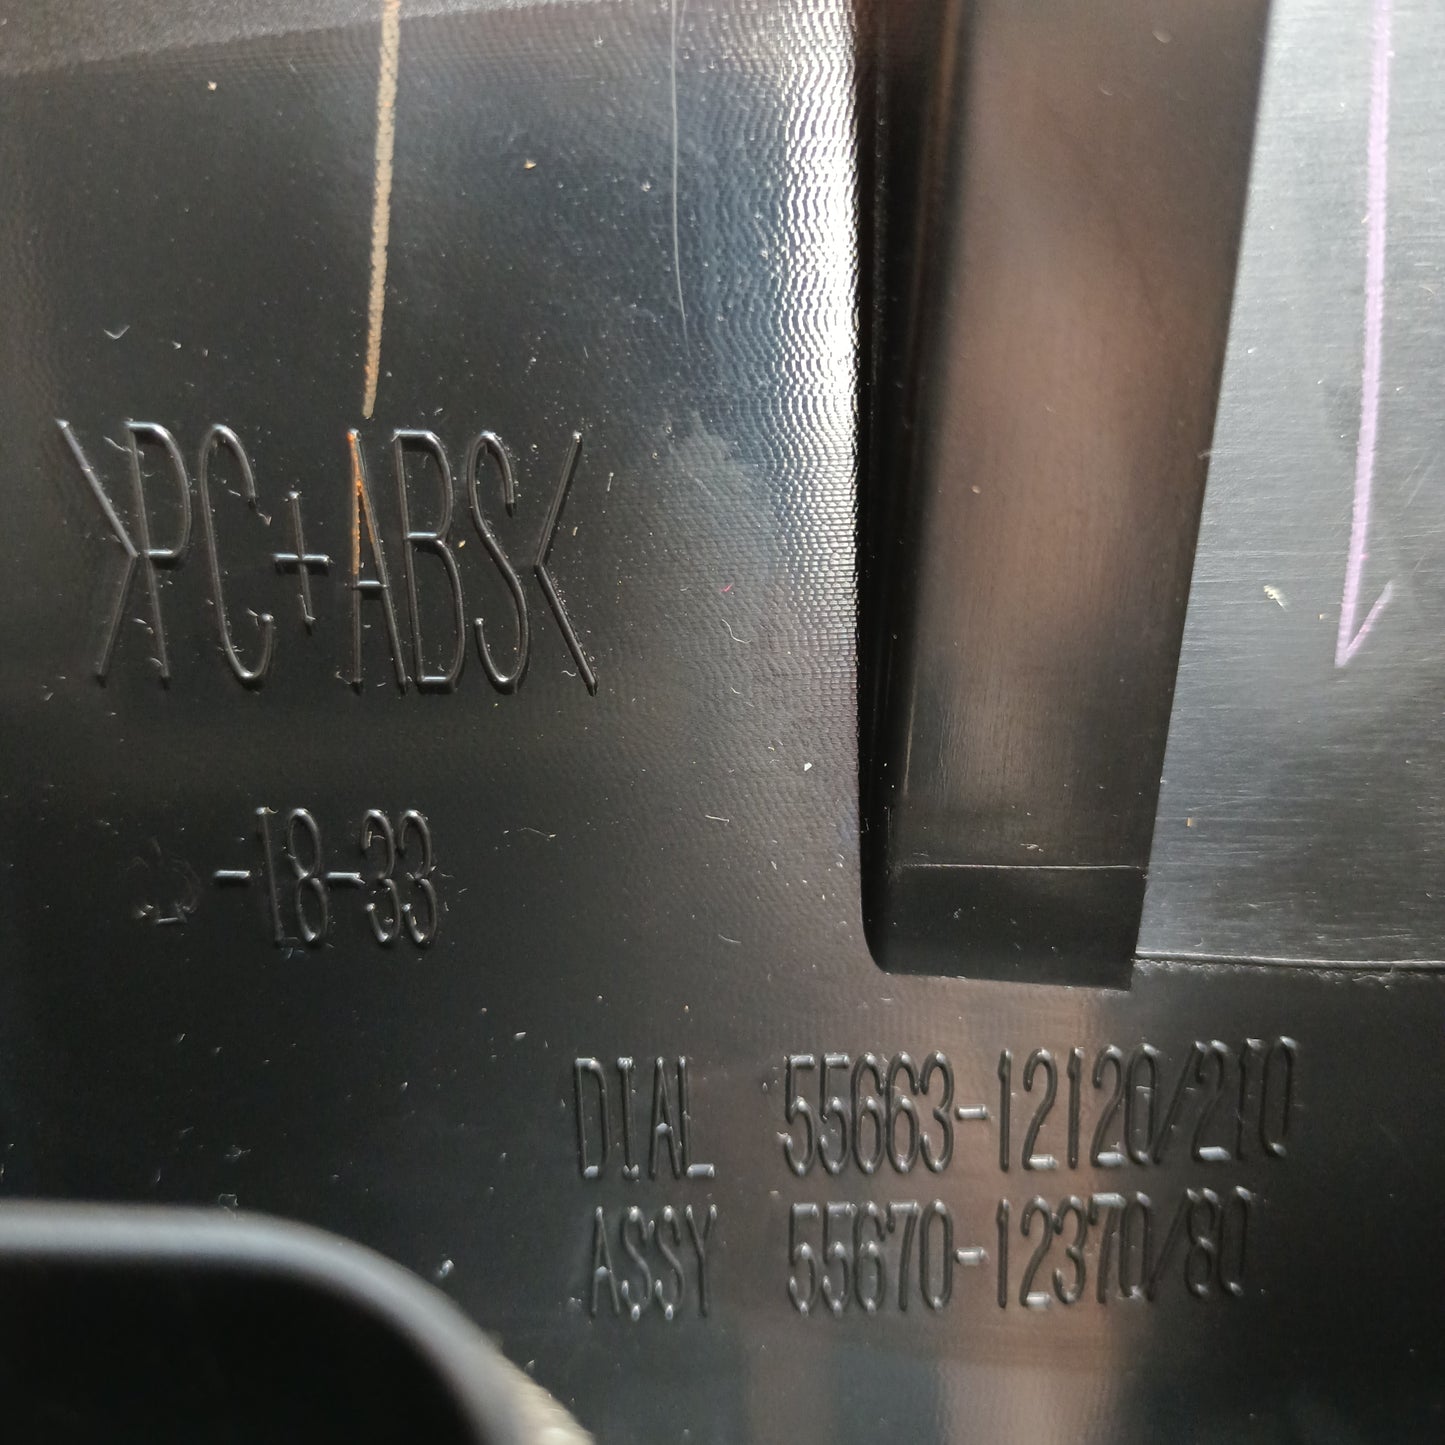 >PC+ABS<
-18-33
DIAL 55663-12120/210
ASSY 55670-12370/80